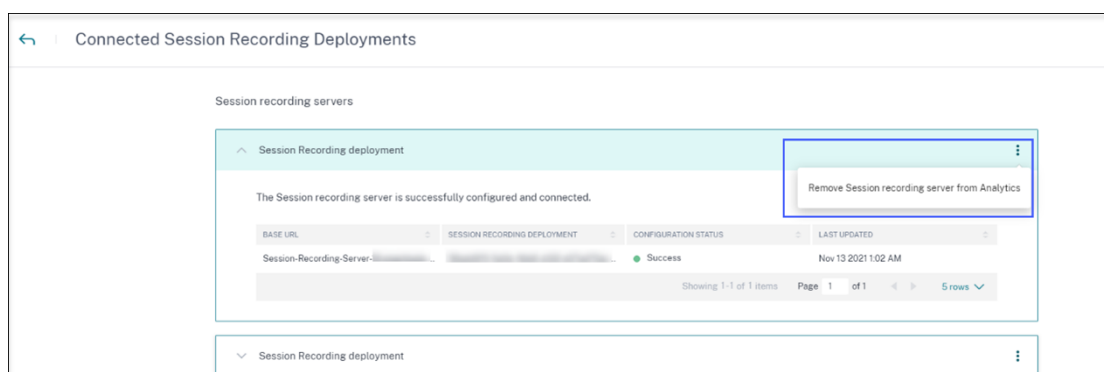 Connected Session Recording Deployments
Session recording servers
Session Recording deployment
Remove Session recording server from Analytics
The Session recording server is successfully configured and connected.
BASE URL SESSION RECORDING DEPLOYMENT CONFIGURATION STATUS LAST UPDATED
Session-Recording-Server- ... ... Success Nov 13 2021 1:02 AM
Showing 1-1 of 1 items Page 1 of 1 5 rows
Session Recording deployment